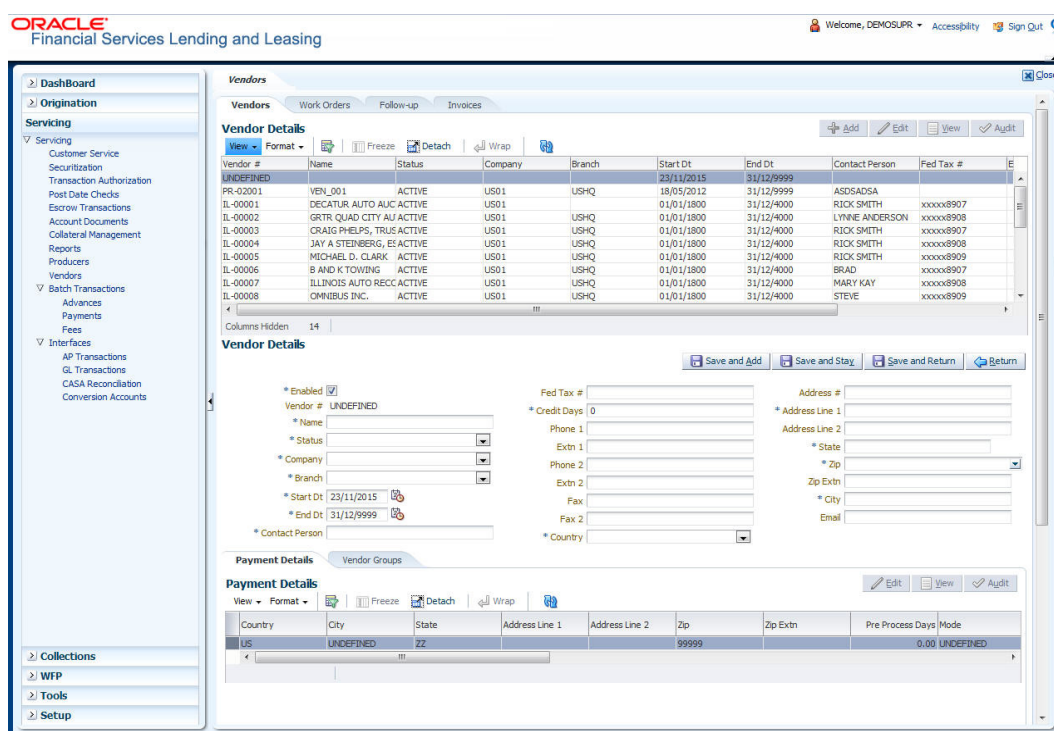 ORACLE
Financial Services Lending and Leasing
Welcome, DEMOSUPR
Accessibility
Sign Out
DashBoard
Origination
Servicing
Servicing
Customer Service
Securitization
Transaction Authorization
Post Date Checks
Escrow Transactions
Account Documents
Collateral Management
Reports
Producers
Vendors
Batch Transactions
Advances
Payments
Fees
Interfaces
AP Transactions
GL Transactions
CASA Reconciliation
Conversion Accounts
Collections
WFP
Tools
Setup
Vendors
Close
Vendors Work Orders Follow-up Invoices
Vendor Details
Add Edit View Audit
View Format Freeze Detach Wrap
Vendor # Name Status Company Branch Start Dt End Dt Contact Person Fed Tax # E
UNDEFINED 23/11/2015 31/12/9999
PR-02001 VEN_001 ACTIVE US01 USHQ 18/05/2012 31/12/9999 ASDSADSA
IL-00001 DECATUR AUTO AUC ACTIVE US01 01/01/1800 31/12/4000 RICK SMITH xxxxx8907
IL-00002 GRTR QUAD CITY AU ACTIVE US01 USHQ 01/01/1800 31/12/4000 LYNNE ANDERSON xxxxx8908
IL-00003 CRAIG PHELPS, TRUS ACTIVE US01 USHQ 01/01/1800 31/12/4000 RICK SMITH xxxxx8907
IL-00004 JAY A STEINBERG, ES ACTIVE US01 USHQ 01/01/1800 31/12/4000 RICK SMITH xxxxx8908
IL-00005 MICHAEL D. CLARK ACTIVE US01 USHQ 01/01/1800 31/12/4000 RICK SMITH xxxxx8909
IL-00006 B AND K TOWING ACTIVE US01 USHQ 01/01/1800 31/12/4000 BRAD xxxxx8907
IL-00007 ILLINOIS AUTO RECC ACTIVE US01 USHQ 01/01/1800 31/12/4000 MARY KAY xxxxx8908
IL-00008 OMNIBUS INC. ACTIVE US01 USHQ 01/01/1800 31/12/4000 STEVE xxxxx8909
Columns Hidden 14
Vendor Details
Save and Add Save and Stay Save and Return Return
* Enabled
Vendor # UNDEFINED
* Name
* Status
* Company
* Branch
* Start Dt 23/11/2015
* End Dt 31/12/9999
* Contact Person
Fed Tax #
* Credit Days 0
Phone 1
Extn 1
Phone 2
Extn 2
Fax
Fax 2
* Country
Address #
* Address Line 1
Address Line 2
* State
* Zip
Zip Extn
* City
Email
Payment Details Vendor Groups
Payment Details
Edit View Audit
View Format Freeze Detach Wrap
Country City State Address Line 1 Address Line 2 Zip Zip Extn Pre Process Days Mode
US UNDEFINED ZZ 99999 0.00 UNDEFINED